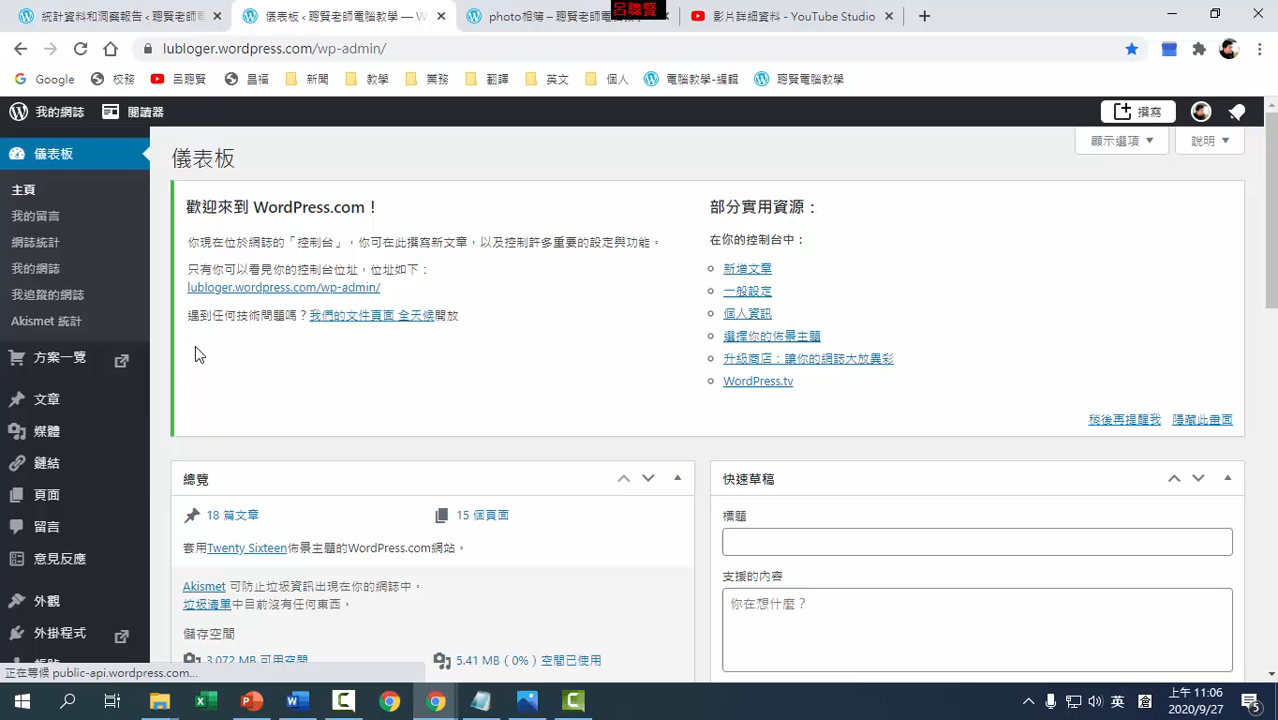 統計資料和洞察報告 ‹ 聰賢老師
儀表板 ‹ 聰賢老師電腦教學 — W
photo相簿 – 聰賢老師電腦教
呂聰賢
影片詳細資料 - YouTube Studio
lubloger.wordpress.com/wp-admin/
Google
校務
呂聰賢
昌福
新聞
教學
業務
翻譯
英文
個人
電腦教學-編輯
聰賢電腦教學
我的網誌
閱讀器
撰寫
儀表板
主頁
我的留言
網誌統計
我的網誌
我追蹤的網誌
Akismet 統計
方案一覽
文章
媒體
鏈結
頁面
留言
意見反應
外觀
外掛程式
儀表板
顯示選項
說明
歡迎來到 WordPress.com！
你現在位於網誌的「控制台」，你可在此撰寫新文章，以及控制許多重要的設定與功能。
只有你可以看見你的控制台位址，位址如下：
lubloger.wordpress.com/wp-admin/
遇到任何技術問題嗎？我們的文件頁面 全天候開放
部分實用資源：
在你的控制台中：
新增文章
一般設定
個人資訊
選擇你的佈景主題
升級商店：讓你的網誌大放異彩
WordPress.tv
稍後再提醒我
隱藏此畫面
總覽
18 篇文章
15 個頁面
套用Twenty Sixteen佈景主題的WordPress.com網站。
Akismet 可防止垃圾資訊出現在你的網誌中。
垃圾清單中目前沒有任何東西。
儲存空間
3,072 MB 可用空間
5.41 MB（0%）空間已使用
快速草稿
標題
支援的內容
你在想什麼？
正在等候 public-api.wordpress.com...
英
上午 11:06
2020/9/27
5